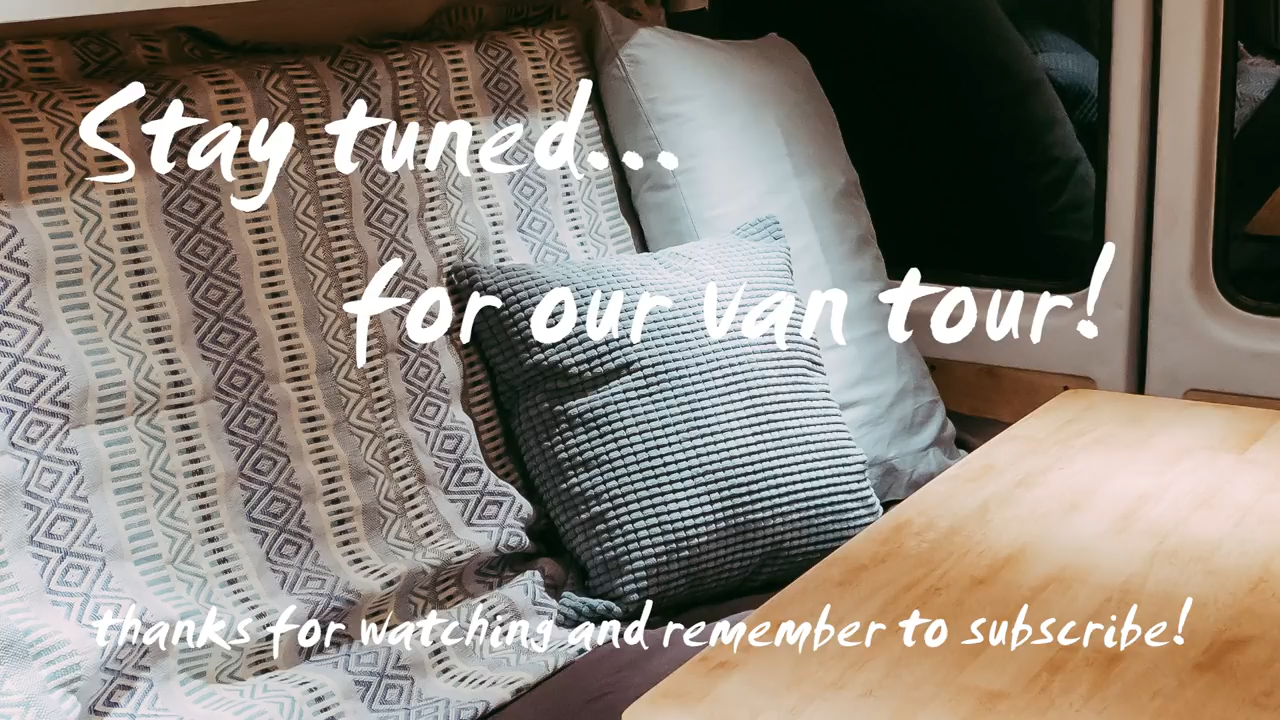 Stay tuned...
for our van tour!
thanks for watching and remember to subscribe!